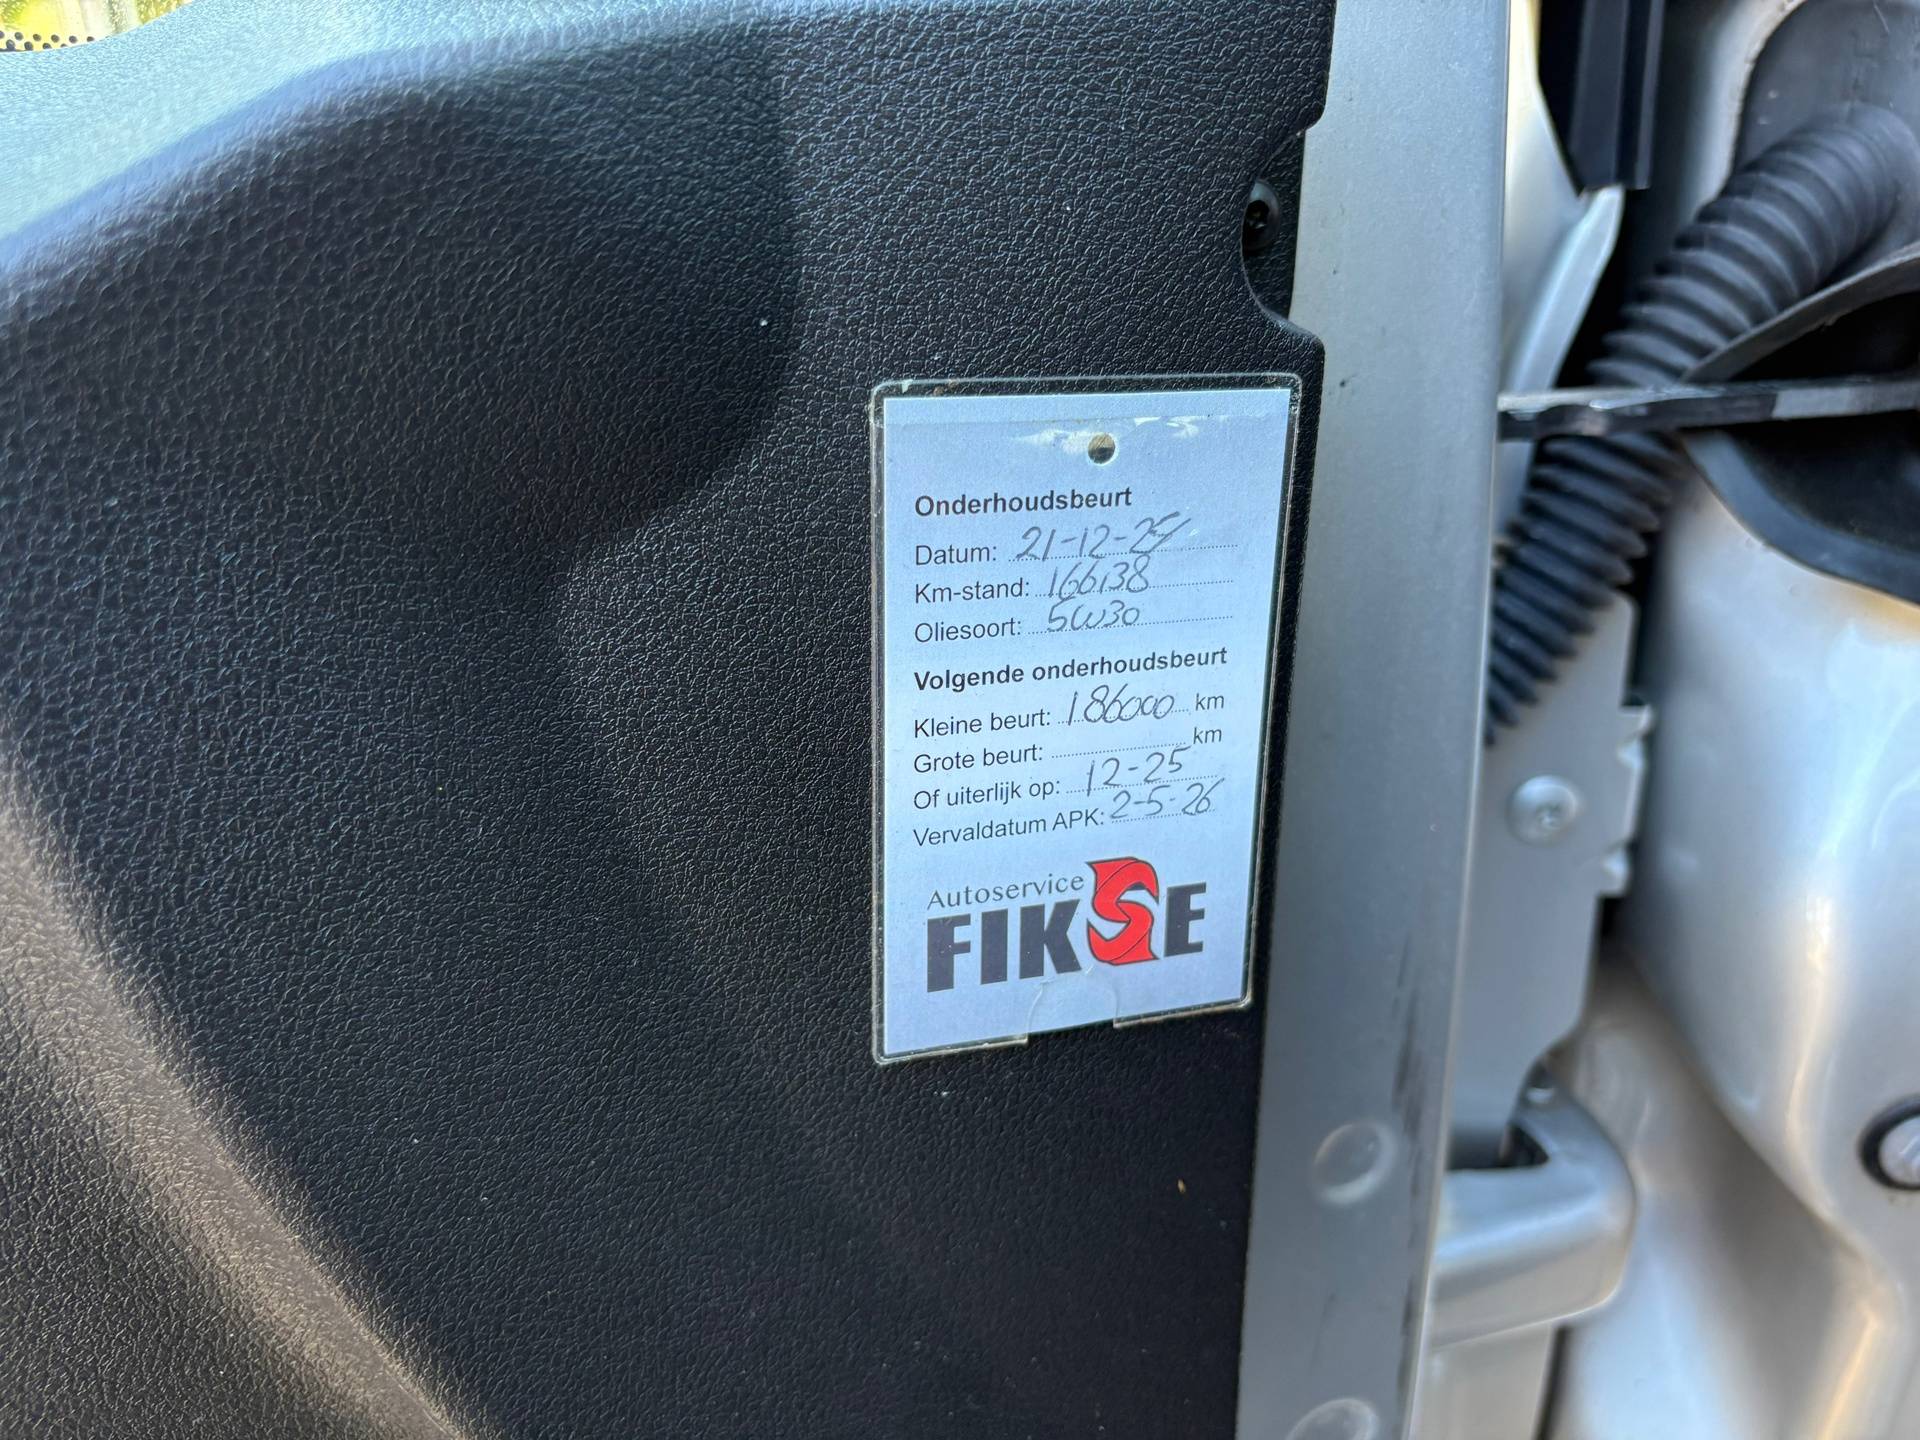 Onderhoudsbeurt
Datum: 21-12-24
Km-stand: 166138
Oliesoort: 5W30
Volgende onderhoudsbeurt
Kleine beurt: 186000 km
Grote beurt: km
Of uiterlijk op: 12-25
Vervaldatum APK: 2-5-26
Autoservice
FIKSE